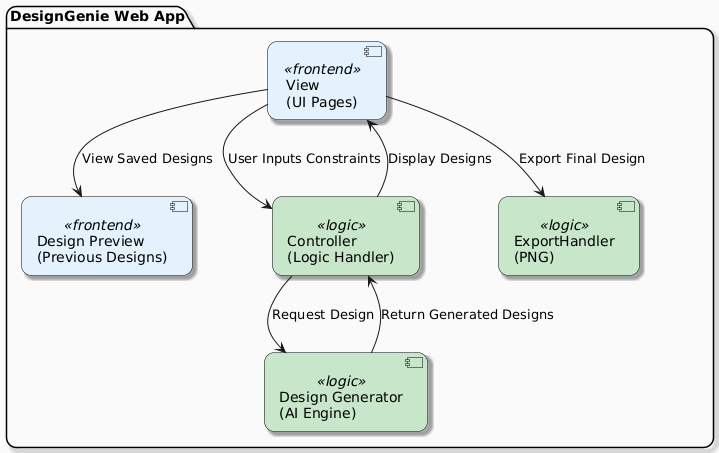 DesignGenie Web App
«frontend»
View
(UI Pages)
View Saved Designs
User Inputs Constraints
Display Designs
Export Final Design
«frontend»
Design Preview
(Previous Designs)
«logic»
Controller
(Logic Handler)
«logic»
ExportHandler
(PNG)
Request Design
Return Generated Designs
«logic»
Design Generator
(AI Engine)